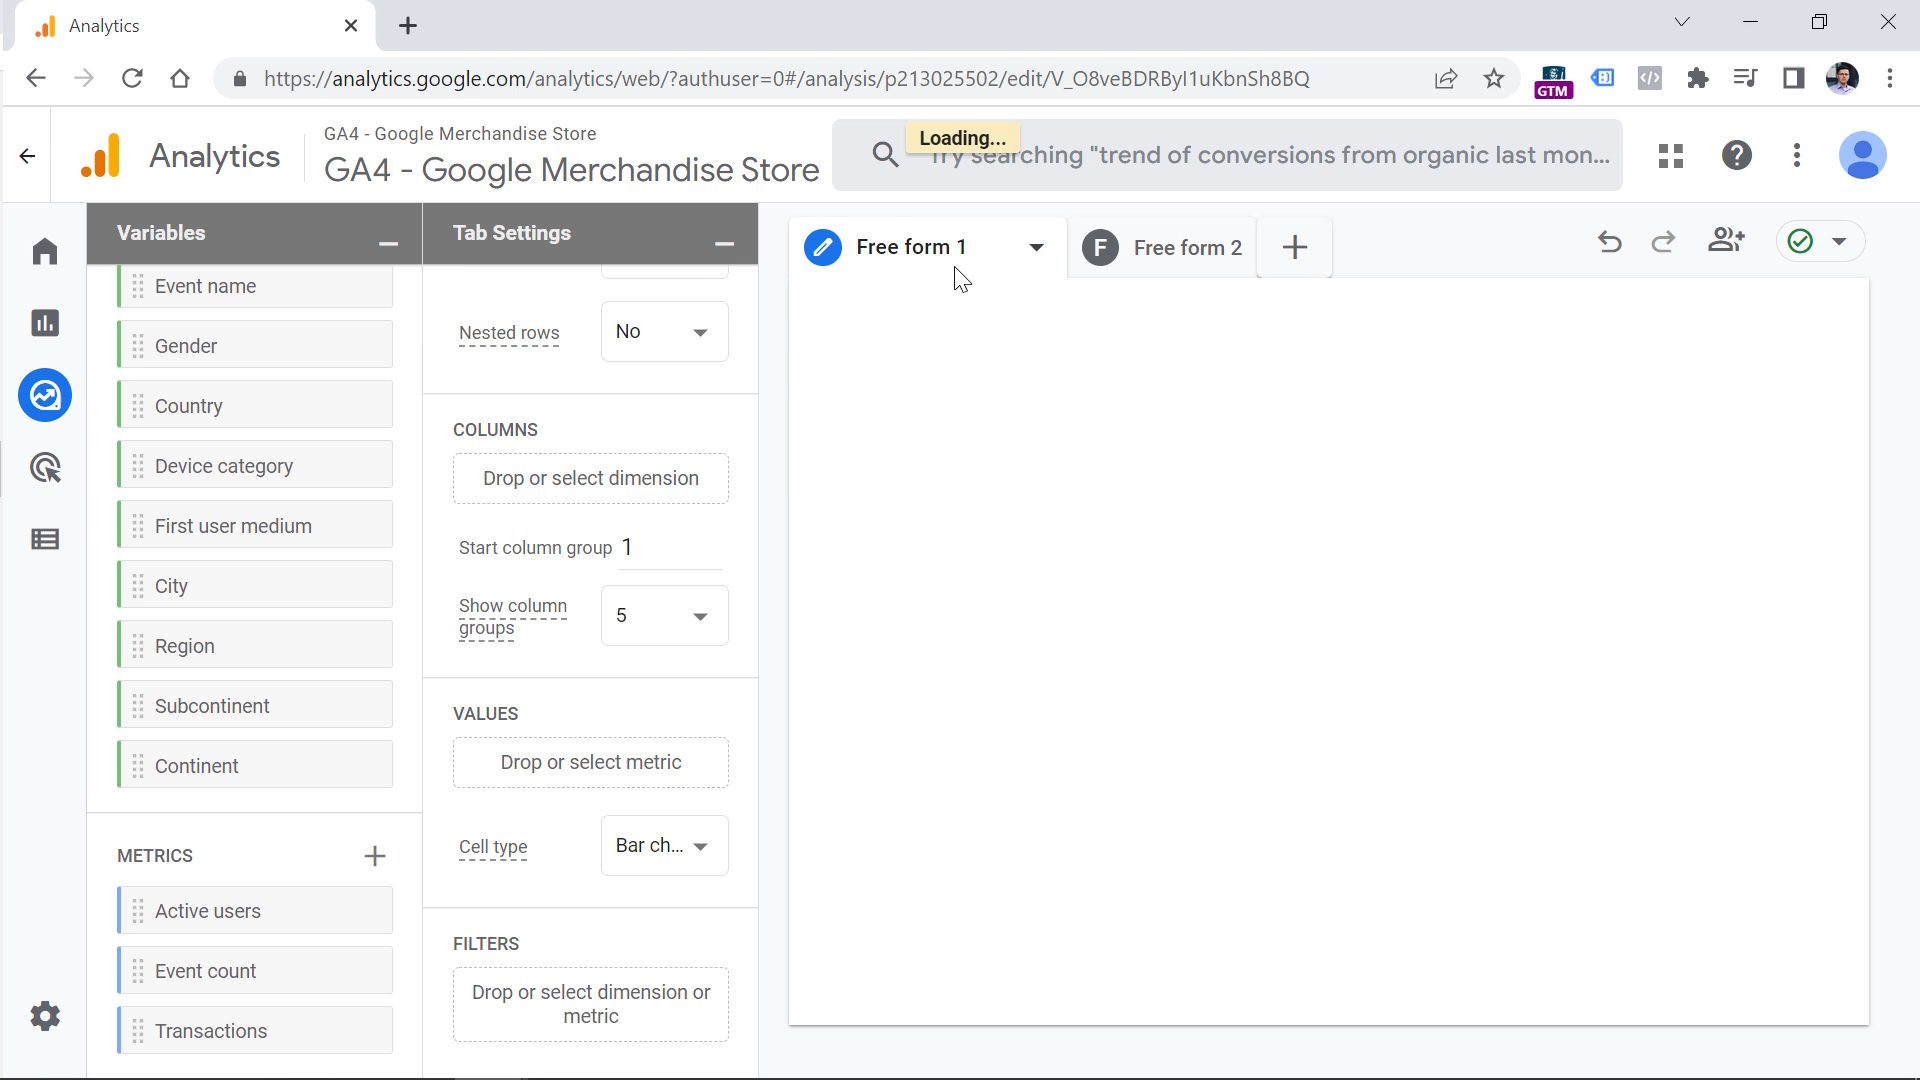 Analytics
https://analytics.google.com/analytics/web/?authuser=0#/analysis/p213025502/edit/V_O8veBDRByl1uKbnSh8BQ
GTM
Analytics
GA4 - Google Merchandise Store
GA4 - Google Merchandise Store
Loading...
Try searching "trend of conversions from organic last mon...
Variables
Event name
Gender
Country
Device category
First user medium
City
Region
Subcontinent
Continent
METRICS
Active users
Event count
Transactions
Tab Settings
Nested rows
No
COLUMNS
Drop or select dimension
Start column group 1
Show column
groups
5
VALUES
Drop or select metric
Cell type
Bar ch...
FILTERS
Drop or select dimension or
metric
Free form 1
F
Free form 2